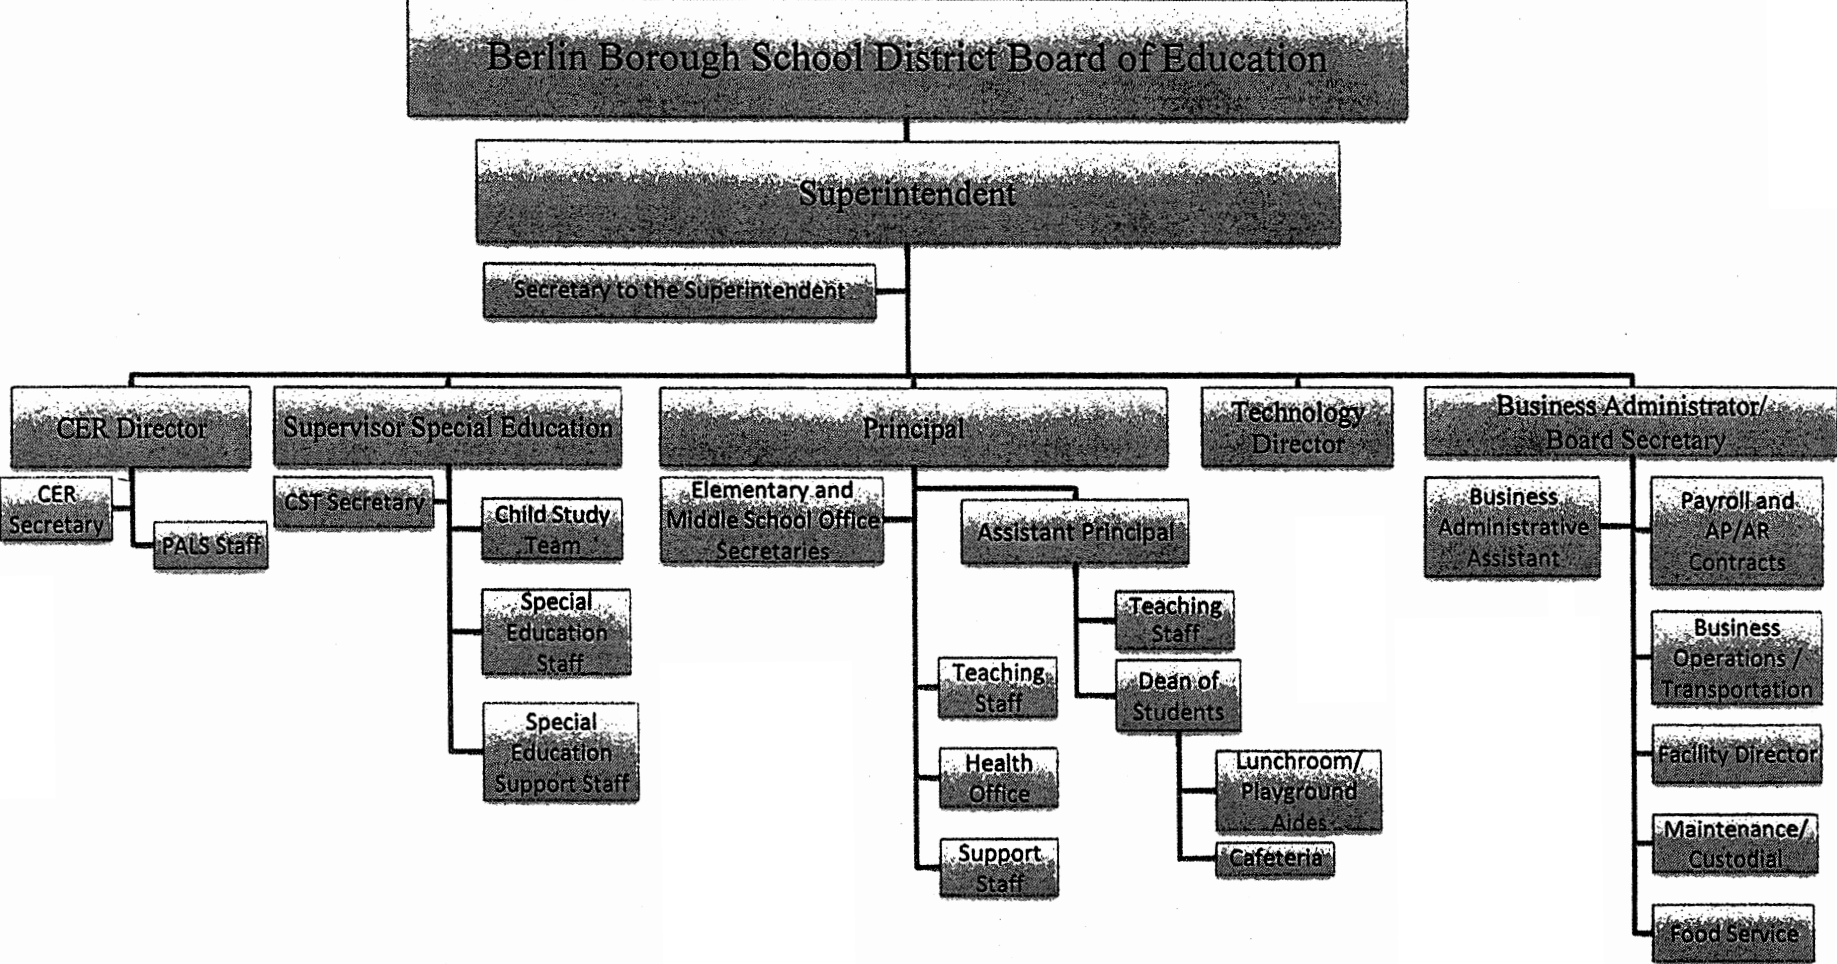 Berlin Borough School District Board of Education
Superintendent
Secretary to the Superintendent
CER Director
CER
Secretary
PALS Staff
Supervisor Special Education
CST Secretary
Child Study
Team
Special
Education
Staff
Special
Education
Support Staff
Principal
Elementary and
Middle School Office
Secretaries
Assistant Principal
Teaching
Staff
Dean of
Students
Lunchroom/
Playground
Aides
Cafeteria
Teaching
Staff
Health
Office
Support
Staff
Technology
Director
Business Administrator/
Board Secretary
Business
Administrative
Assistant
Payroll and
AP/AR
Contracts
Business
Operations /
Transportation
Facility Director
Maintenance/
Custodial
Food Service